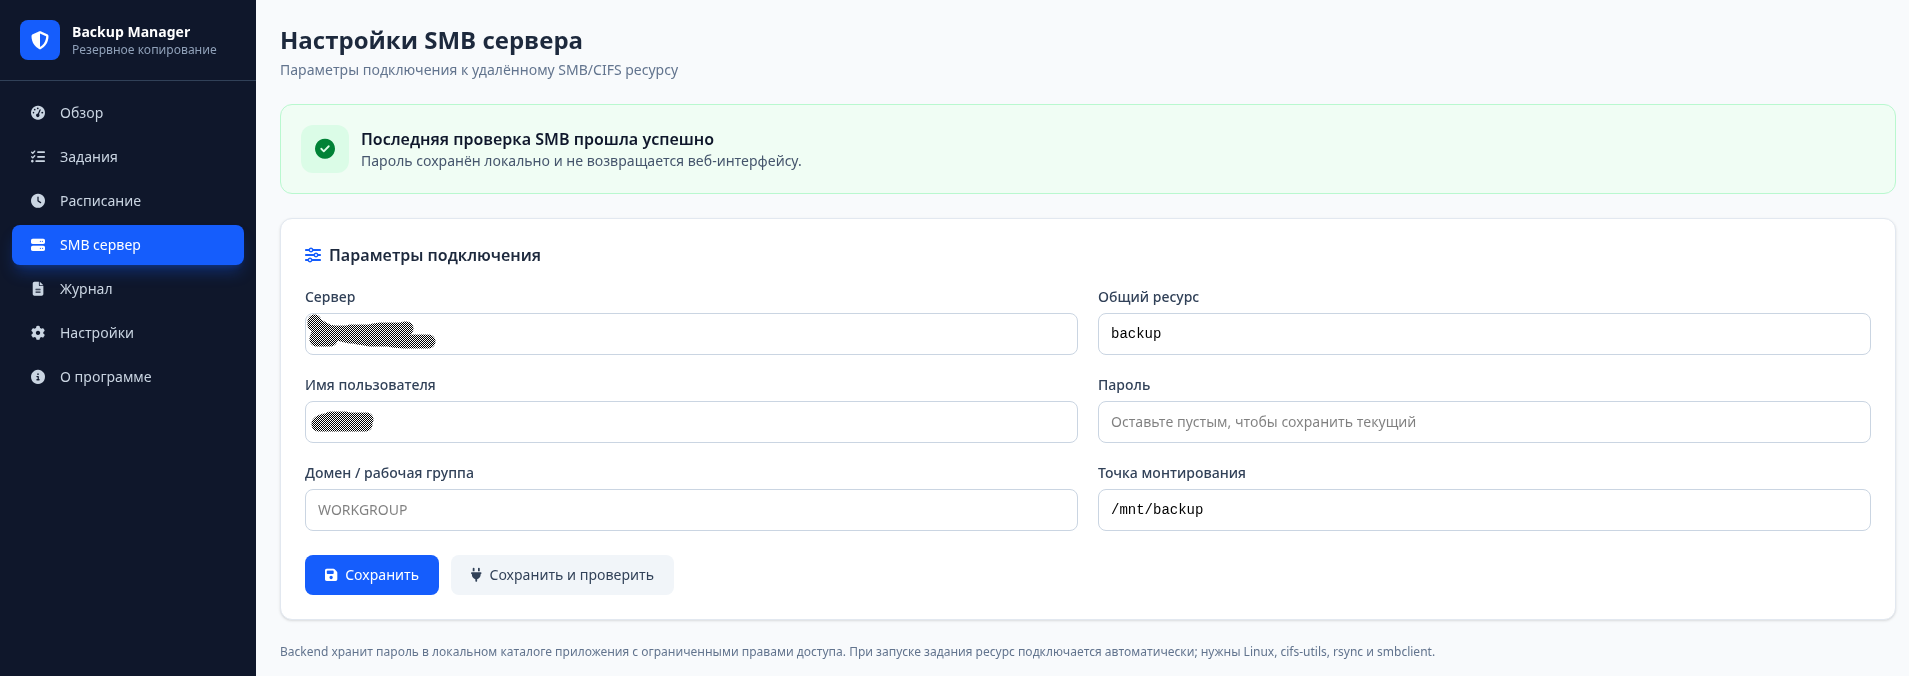 Backup Manager
Резервное копирование
Обзор
Задания
Расписание
SMB сервер
Журнал
Настройки
О программе
Настройки SMB сервера
Параметры подключения к удалённому SMB/CIFS ресурсу
Последняя проверка SMB прошла успешно
Пароль сохранён локально и не возвращается веб-интерфейсу.
Параметры подключения
Сервер
Общий ресурс
backup
Имя пользователя
Пароль
Оставьте пустым, чтобы сохранить текущий
Домен / рабочая группа
Точка монтирования
WORKGROUP
/mnt/backup
Сохранить
Сохранить и проверить
Backend хранит пароль в локальном каталоге приложения с ограниченными правами доступа. При запуске задания ресурс подключается автоматически; нужны Linux, cifs-utils, rsync и smbclient.